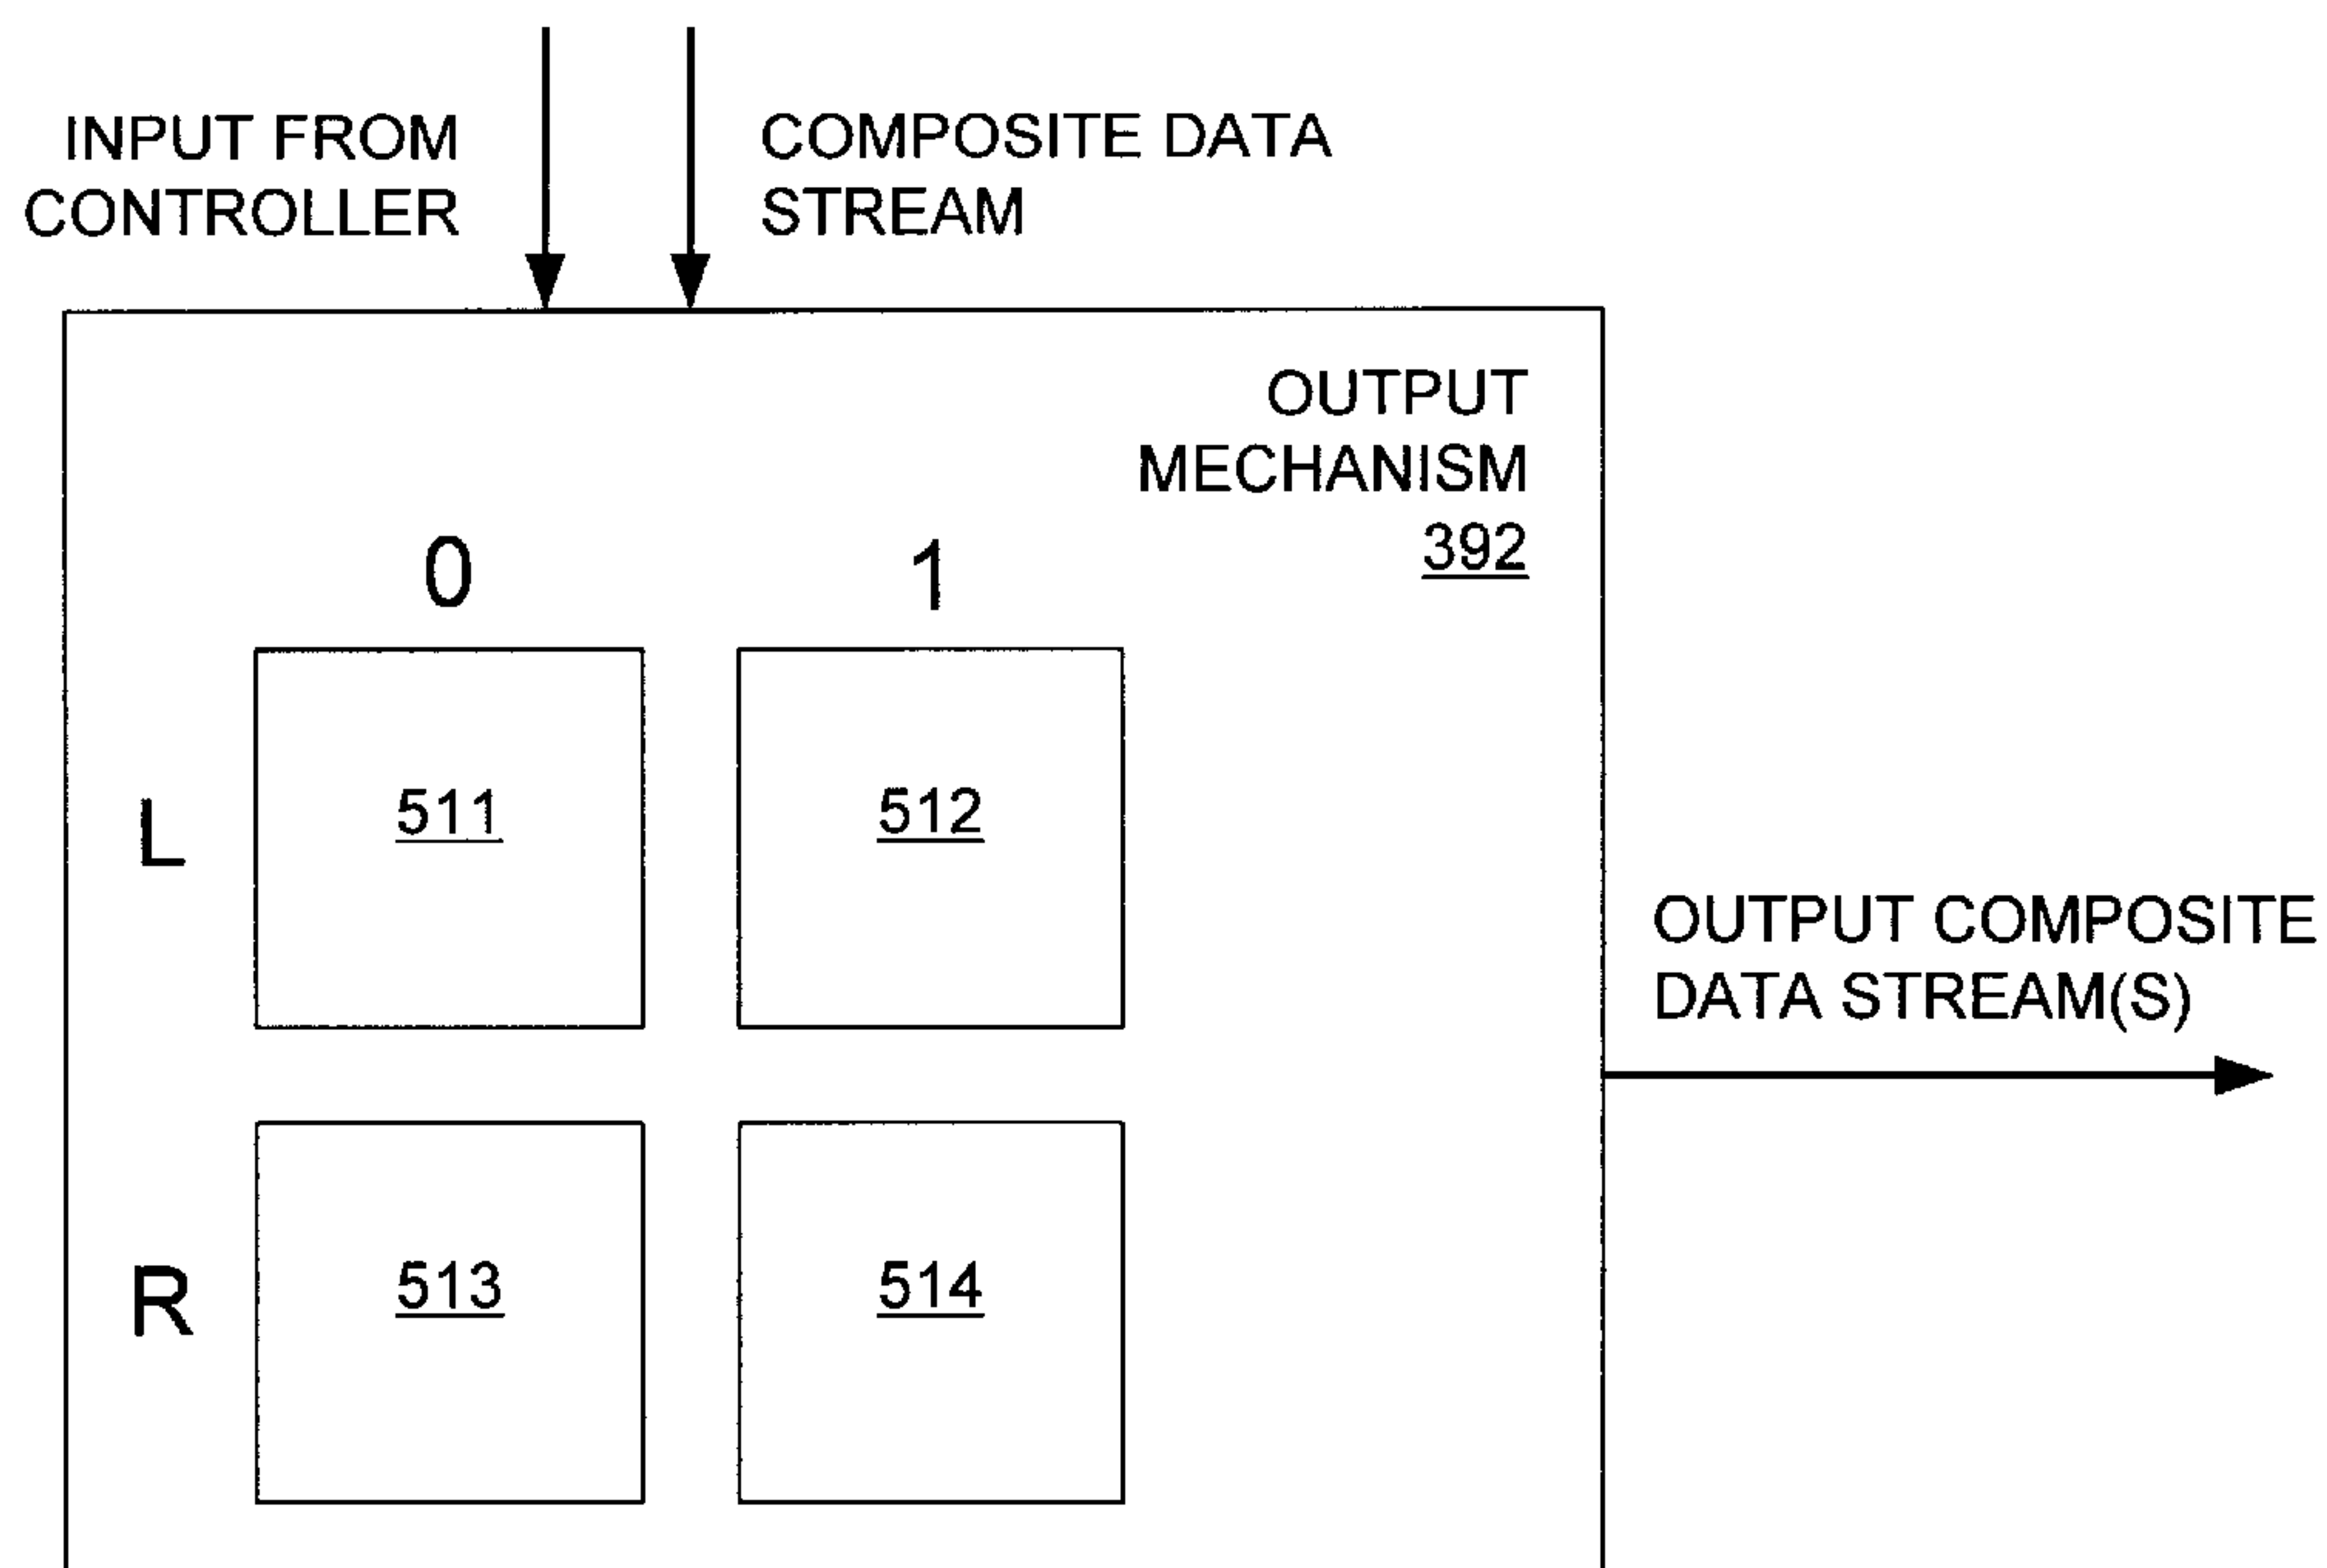 INPUT FROM
CONTROLLER
COMPOSITE DATA
STREAM
OUTPUT
MECHANISM
392
0 1
L 511 512
OUTPUT COMPOSITE
DATA STREAM(S)
R 513 514